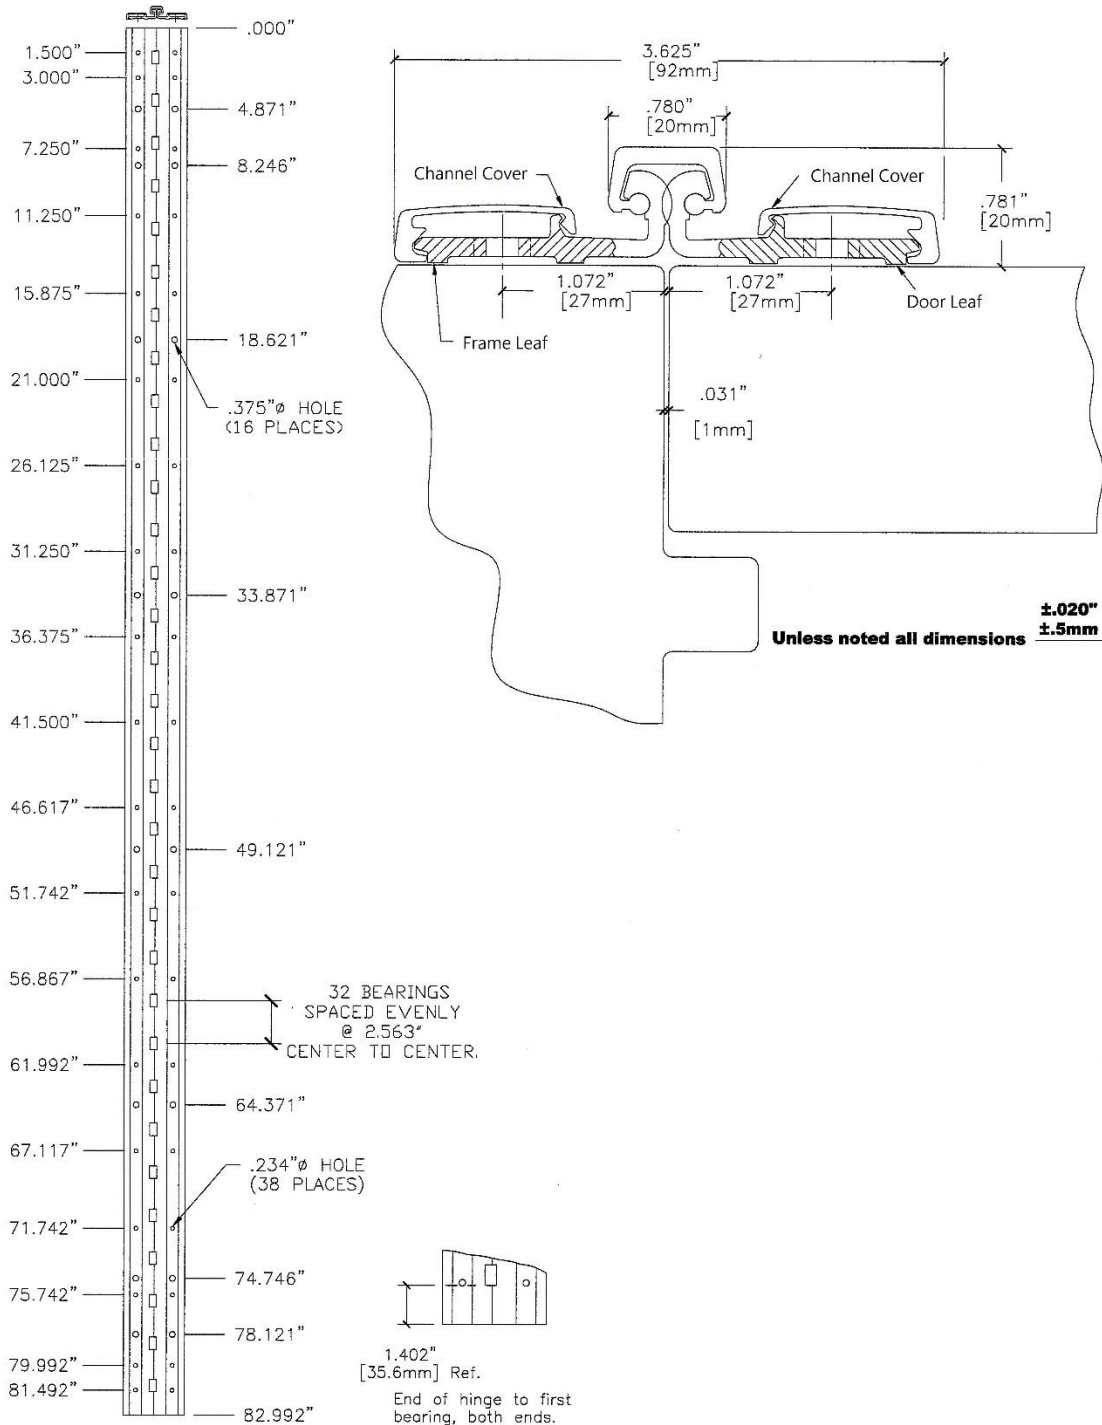 .000"
1.500"
3.000"
4.871"
7.250"
8.246"
11.250"
15.875"
18.621"
21.000"
.375"ø HOLE
(16 PLACES)
26.125"
31.250"
33.871"
36.375"
41.500"
46.617"
49.121"
51.742"
56.867"
32 BEARINGS
SPACED EVENLY
@ 2.563"
CENTER TO CENTER.
61.992"
64.371"
67.117"
.234"ø HOLE
(38 PLACES)
71.742"
74.746"
75.742"
78.121"
79.992"
81.492"
82.992"
3.625"
[92mm]
.780"
[20mm]
Channel Cover
Channel Cover
.781"
[20mm]
1.072"
[27mm]
1.072"
[27mm]
Door Leaf
Frame Leaf
.031"
[1mm]
±.020"
Unless noted all dimensions ±.5mm
1.402"
[35.6mm] Ref.
End of hinge to first
bearing, both ends.